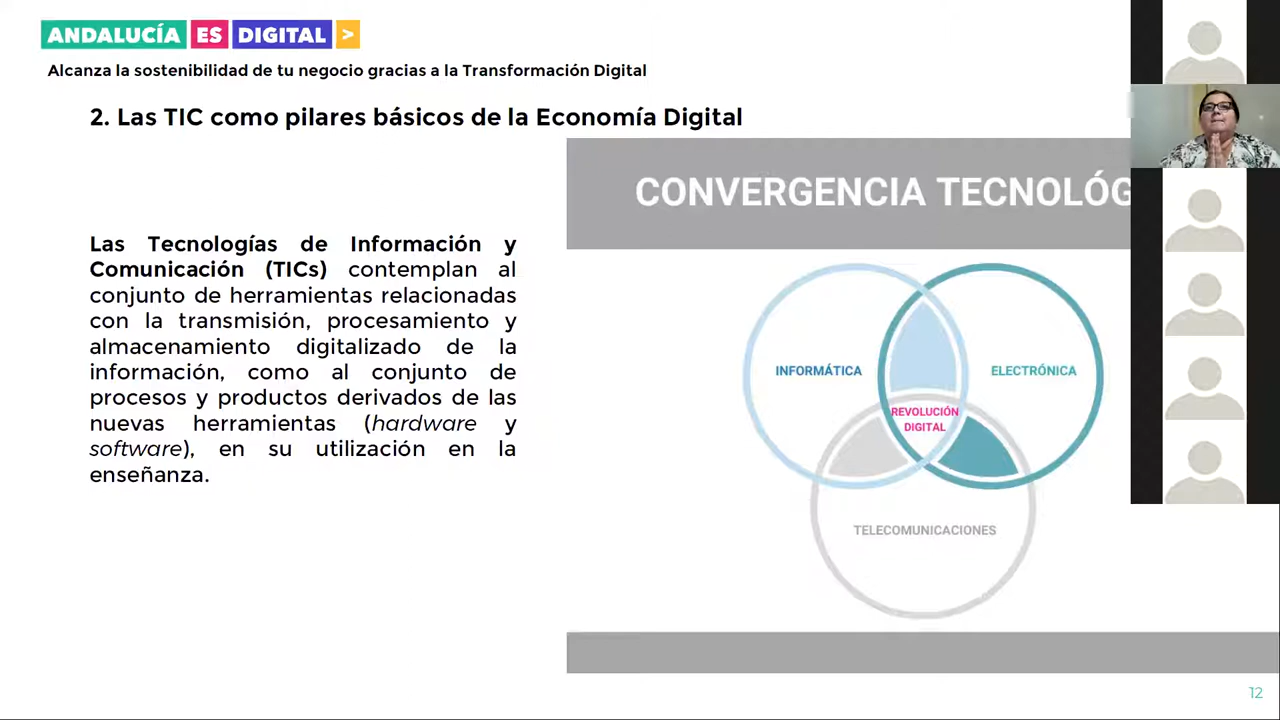 ANDALUCÍA ES DIGITAL >
Alcanza la sostenibilidad de tu negocio gracias a la Transformación Digital
2. Las TIC como pilares básicos de la Economía Digital
CONVERGENCIA TECNOLÓG
Las Tecnologías de Información y
Comunicación (TICs) contemplan al
conjunto de herramientas relacionadas
con la transmisión, procesamiento y
almacenamiento digitalizado de la
información, como al conjunto de
procesos y productos derivados de las
nuevas herramientas (hardware y
software), en su utilización en la
enseñanza.
INFORMÁTICA
ELECTRÓNICA
REVOLUCIÓN
DIGITAL
TELECOMUNICACIONES
12